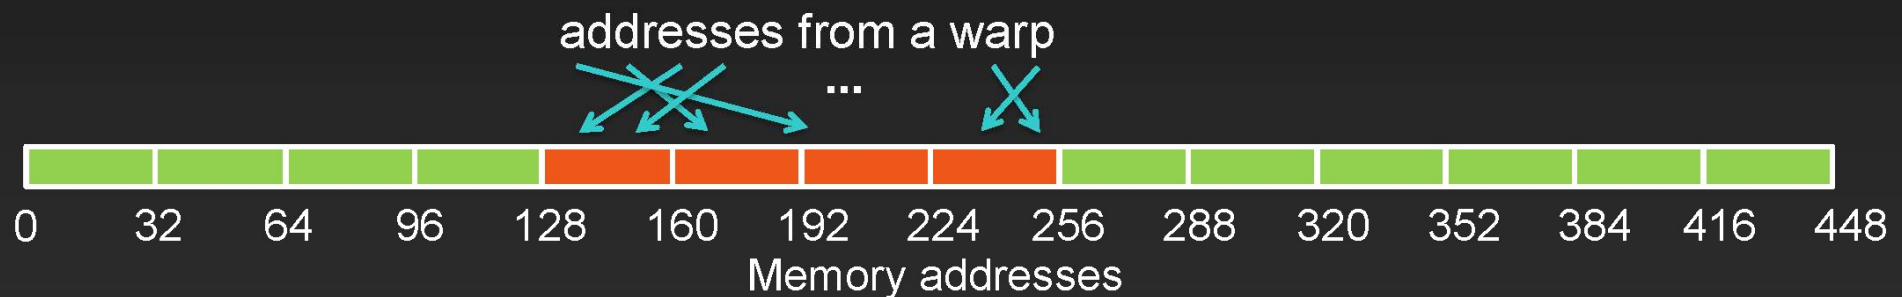 addresses from a warp
...
0 32 64 96 128 160 192 224 256 288 320 352 384 416 448
Memory addresses